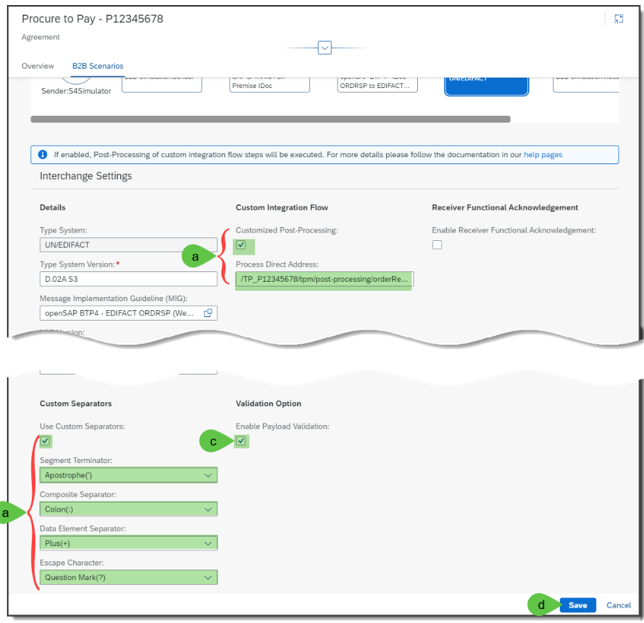 Procure to Pay - P12345678
Agreement
Overview B2B Scenarios
Sender:S4Simulator
Premise IDoc
ORDRSP to EDIFACT...
UN/EDIFACT
If enabled, Post-Processing of custom integration flow steps will be executed. For more details please follow the documentation in our help pages
Interchange Settings
Details Custom Integration Flow Receiver Functional Acknowledgement
Type System: Customized Post-Processing: Enable Receiver Functional Acknowledgement:
UN/EDIFACT
a
Type System Version:* Process Direct Address:
D.02A S3 /TP_P12345678/tpm/post-processing/orderRe...
Message Implementation Guideline (MIG):
openSAP BTP4 - EDIFACT ORDRSP (We...
Custom Separators Validation Option
Use Custom Separators: Enable Payload Validation:
c
Segment Terminator:
Apostrophe(')
Composite Separator:
Colon(:)
a
Data Element Separator:
Plus(+)
Escape Character:
Question Mark(?)
d Save Cancel